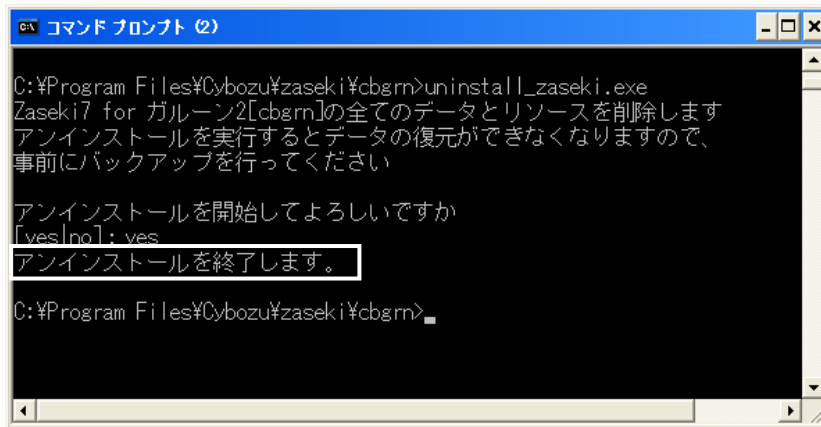 コマンド プロンプト (2)
C:¥Program Files¥Cybozu¥zaseki¥cbgrn>uninstall_zaseki.exe
Zaseki7 for ガルーン2[cbgrn]の全てのデータとリソースを削除します
アンインストールを実行するとデータの復元ができなくなりますので、
事前にバックアップを行ってください
アンインストールを開始してよろしいですか
[yes|no]: yes
アンインストールを終了します。
C:¥Program Files¥Cybozu¥zaseki¥cbgrn>